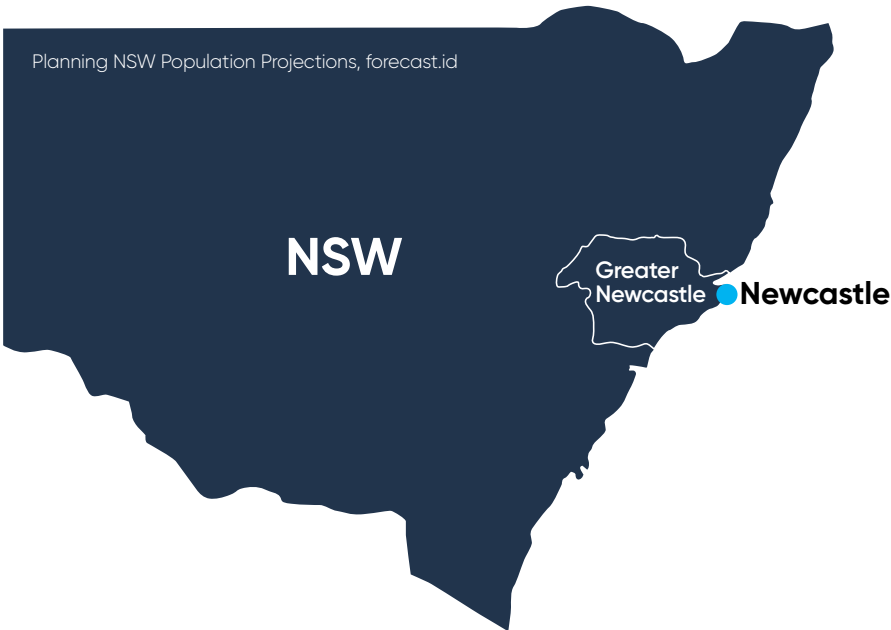 Planning NSW Population Projections, forecast.id
NSW
Greater
Newcastle
Newcastle